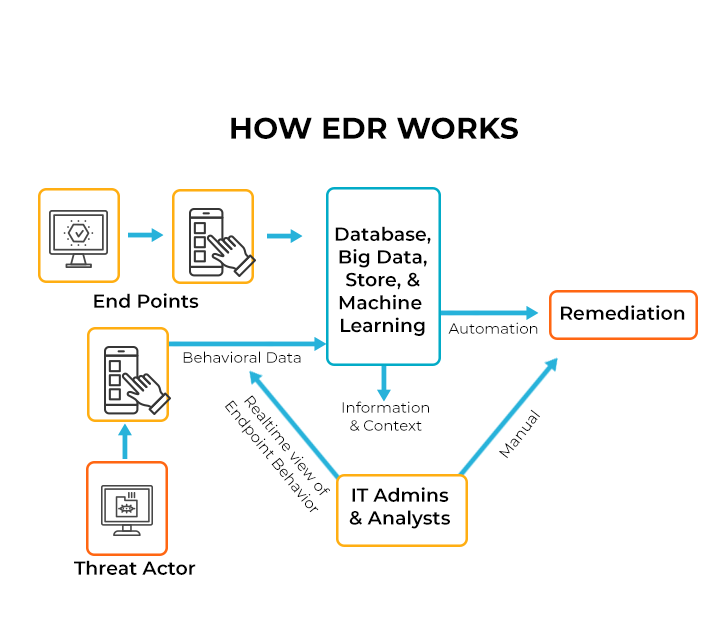 HOW EDR WORKS
End Points
Database,
Big Data,
Store, &
Machine
Learning
Automation
Remediation
Behavioral Data
Information
& Context
Realtime view of
Endpoint Behavior
Manual
IT Admins
& Analysts
Threat Actor